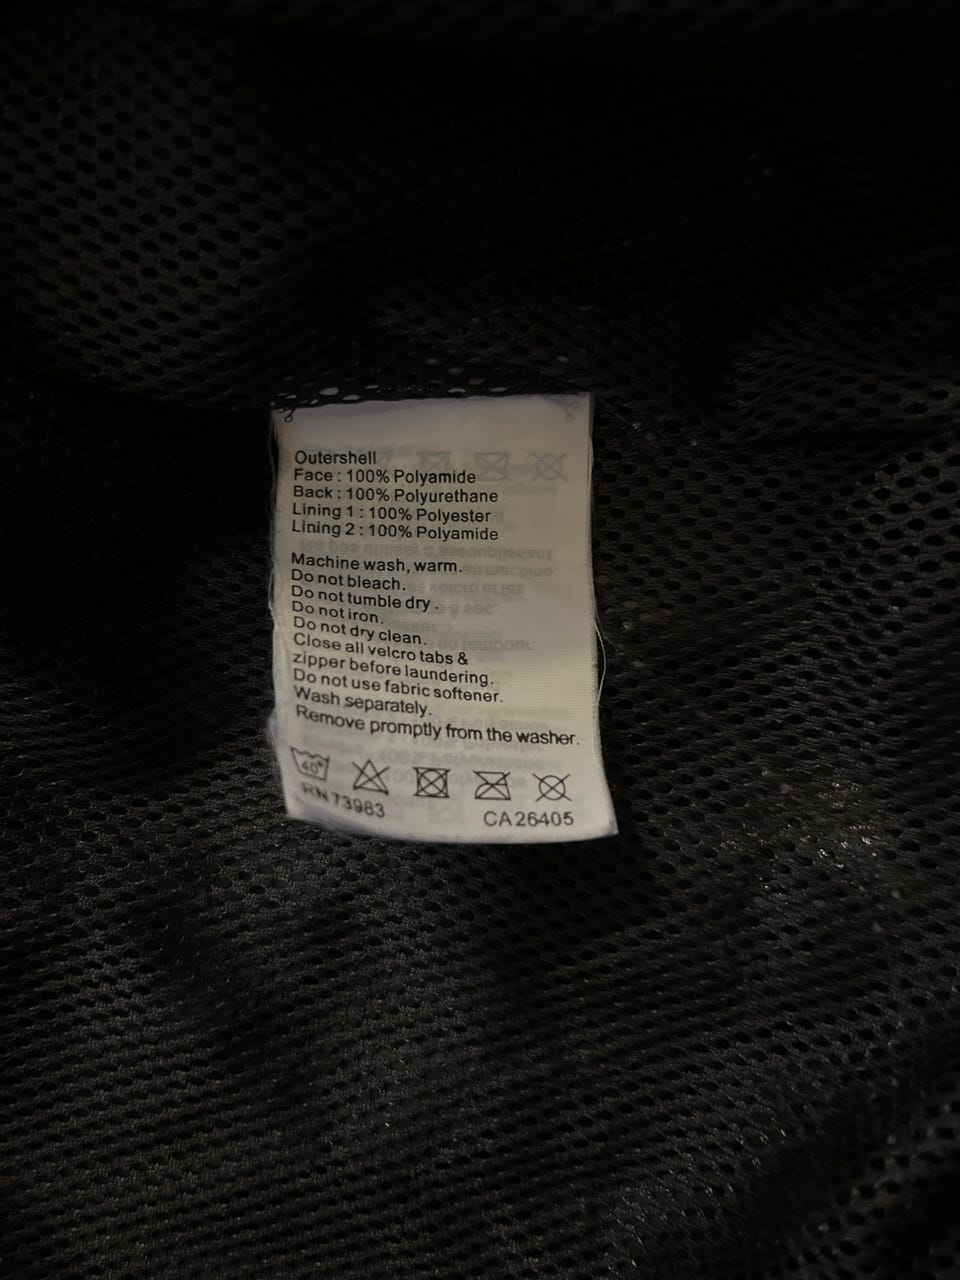 Outershell
Face : 100% Polyamide
Back : 100% Polyurethane
Lining 1 : 100% Polyester
Lining 2 : 100% Polyamide
Machine wash, warm.
Do not bleach.
Do not tumble dry .
Do not iron.
Do not dry clean.
Close all velcro tabs &
zipper before laundering.
Do not use fabric softener.
Wash separately.
Remove promptly from the washer.
40°
RN 73983
CA 26405